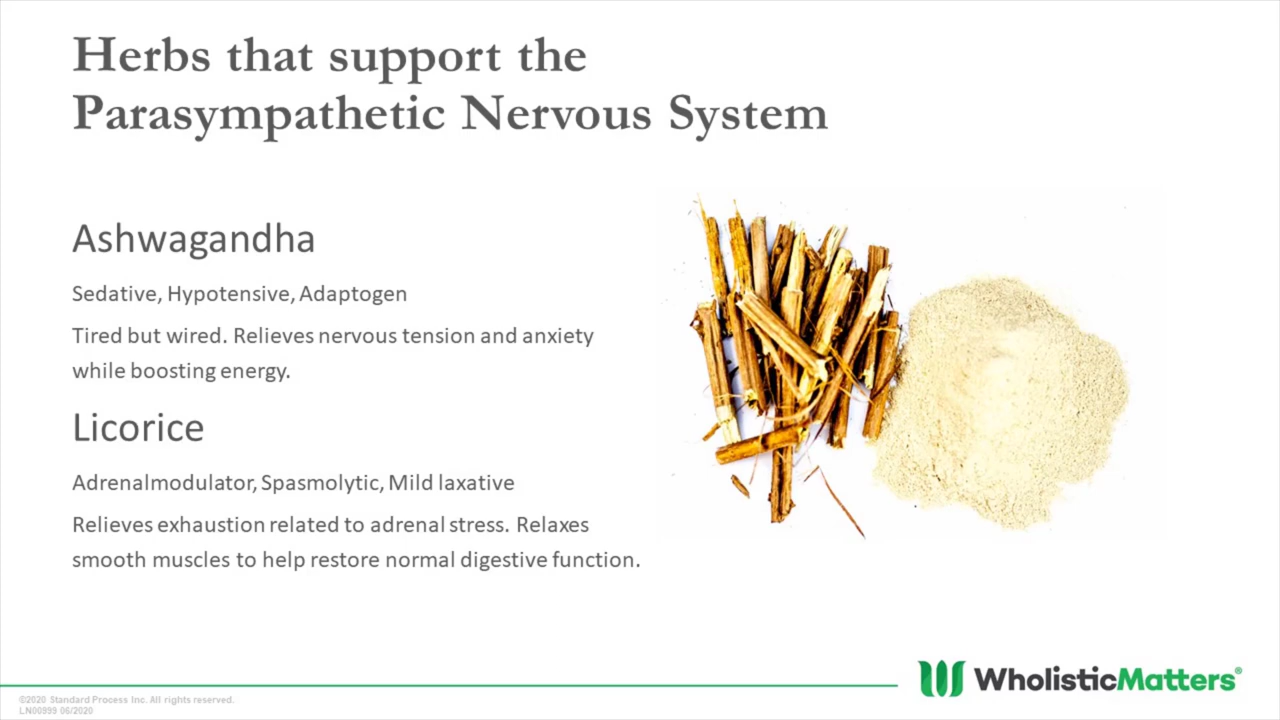 Herbs that support the
Parasympathetic Nervous System
Ashwagandha
Sedative, Hypotensive, Adaptogen
Tired but wired. Relieves nervous tension and anxiety
while boosting energy.
Licorice
Adrenalmodulator, Spasmolytic, Mild laxative
Relieves exhaustion related to adrenal stress. Relaxes
smooth muscles to help restore normal digestive function.
WholisticMatters®
©2020 Standard Process Inc. All rights reserved.
LN00999 06/2020